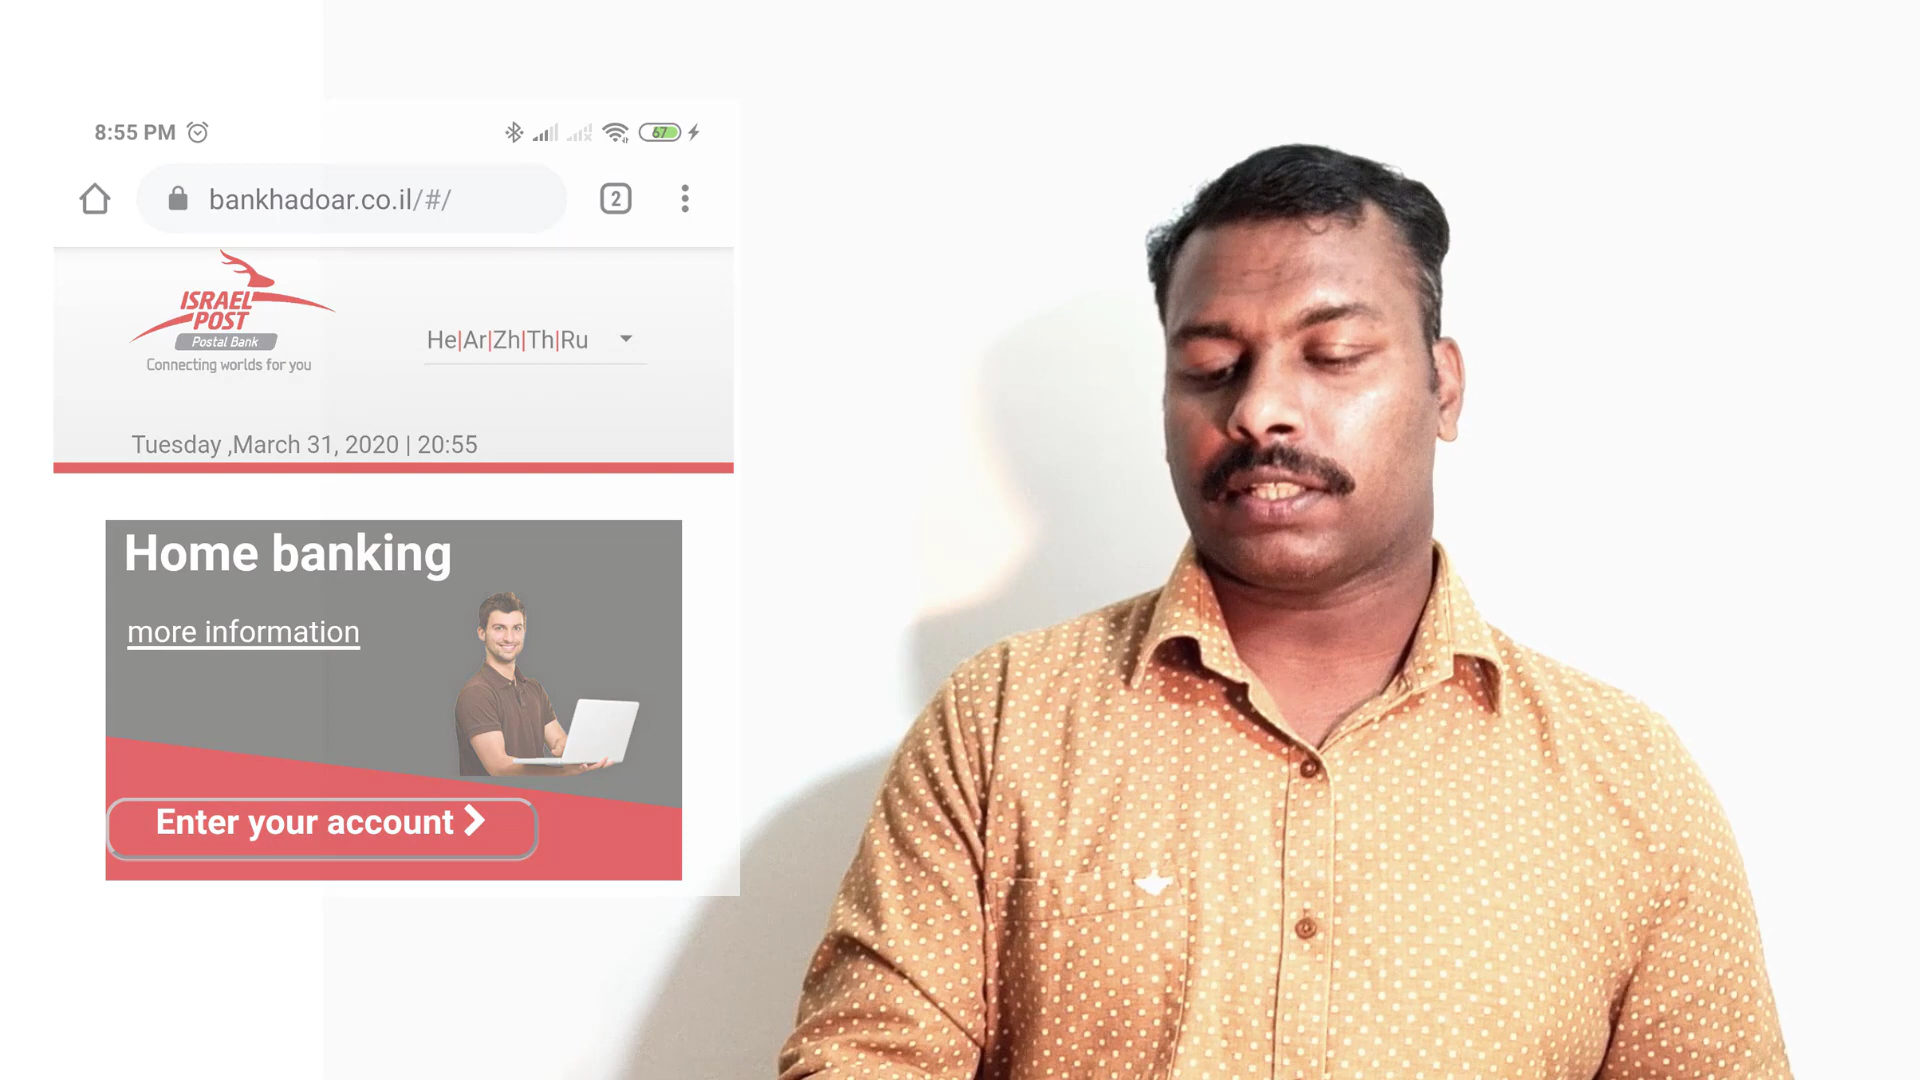 8:55 PM
67
bankhadoar.co.il/#/
2
ISRAEL
POST
Postal Bank
Connecting worlds for you
He|Ar|Zh|Th|Ru
Tuesday ,March 31, 2020 | 20:55
Home banking
more information
Enter your account